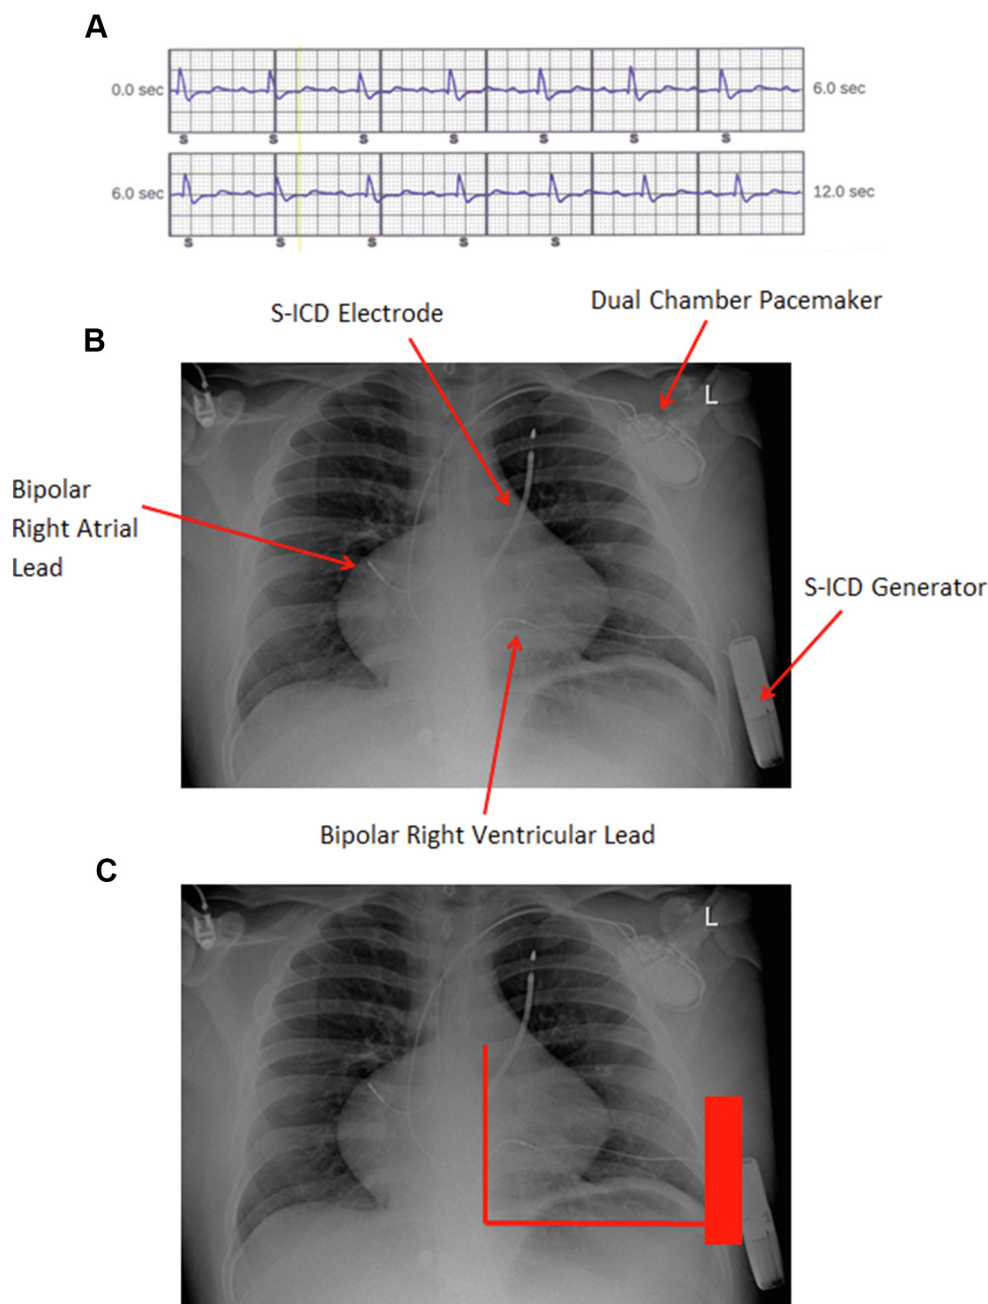 A
0.0 sec
6.0 sec
S S S S S S S
6.0 sec
12.0 sec
S S S S S
B
S-ICD Electrode
Dual Chamber Pacemaker
L
Bipolar
Right Atrial
Lead
S-ICD Generator
Bipolar Right Ventricular Lead
C
L